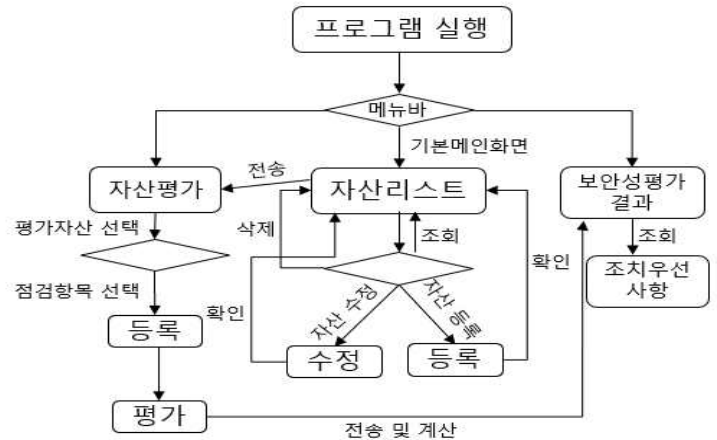 프로그램 실행
메뉴바
기본메인화면
전송
자산평가
자산리스트
보안성평가
결과
평가자산 선택
삭제
조회
조회
확인
조치우선
사항
점검항목 선택
확인
자산 수정
자산 등록
등록
수정
등록
평가
전송 및 계산